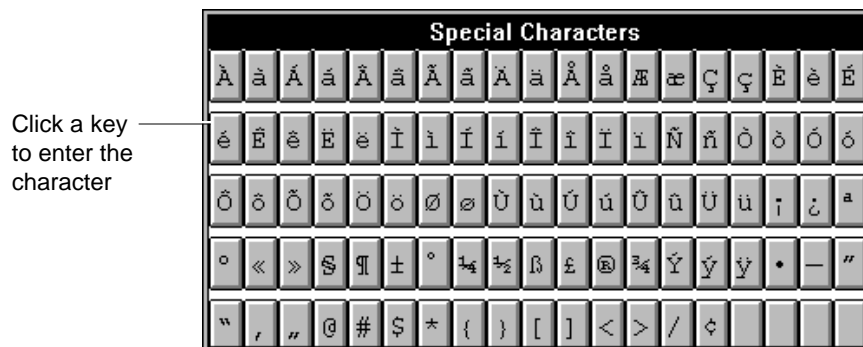 Special Characters
À à Á á Â â Ã ã Ä ä Å å Æ æ Ç ç È è É
Click a key
to enter the
character
é Ê ê Ë ë Ì ì Í í Î î Ï ï Ñ ñ Ò ò Ó ó
Ô ô Õ õ Ö ö Ø ø Ù ù Ú ú Û û Ü ü ¡ ¿ ª
º « » § ¶ ± ° ¼ ½ ß £ ® ¾ Ý ý ÿ • — ”
“ ‚ „ @ # $ * { } [ ] < > / ¢